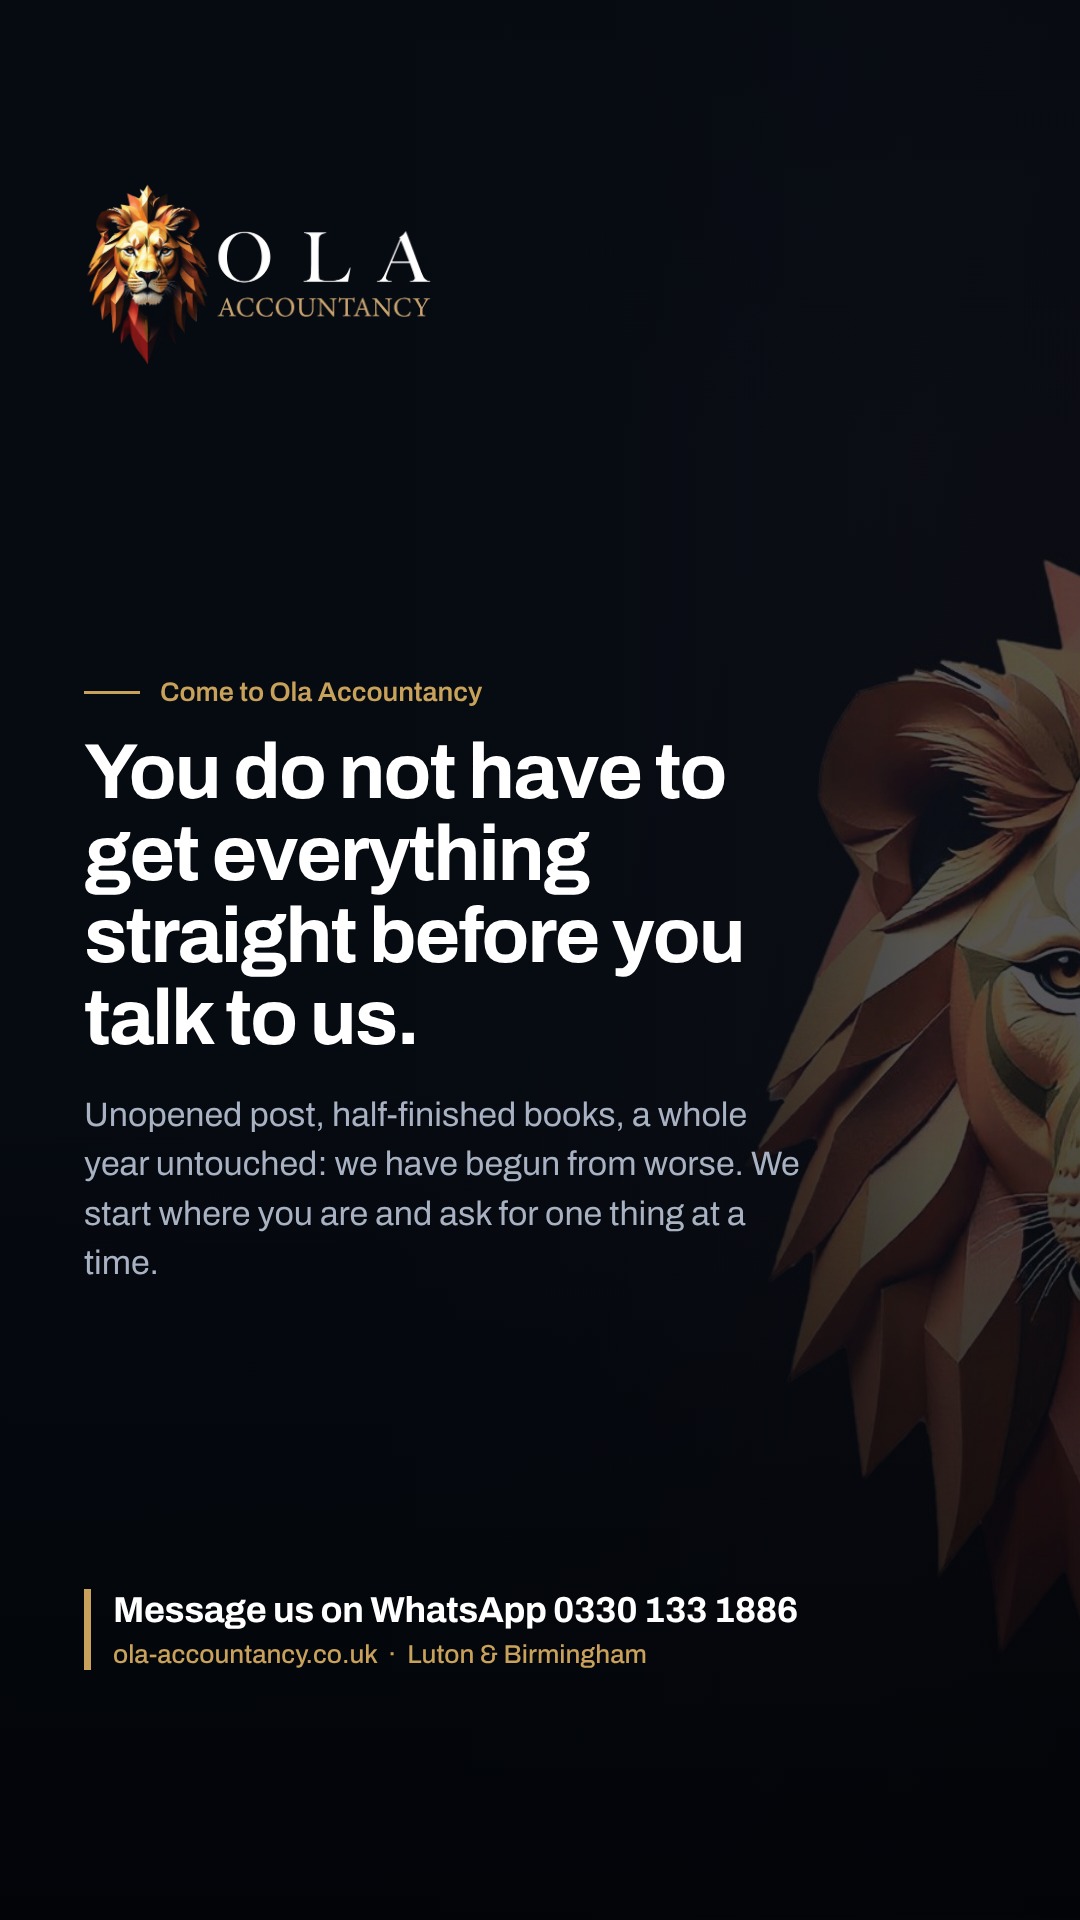 OLA
ACCOUNTANCY
Come to Ola Accountancy
You do not have to
get everything
straight before you
talk to us.
Unopened post, half-finished books, a whole
year untouched: we have begun from worse. We
start where you are and ask for one thing at a
time.
Message us on WhatsApp 0330 133 1886
ola-accountancy.co.uk · Luton & Birmingham